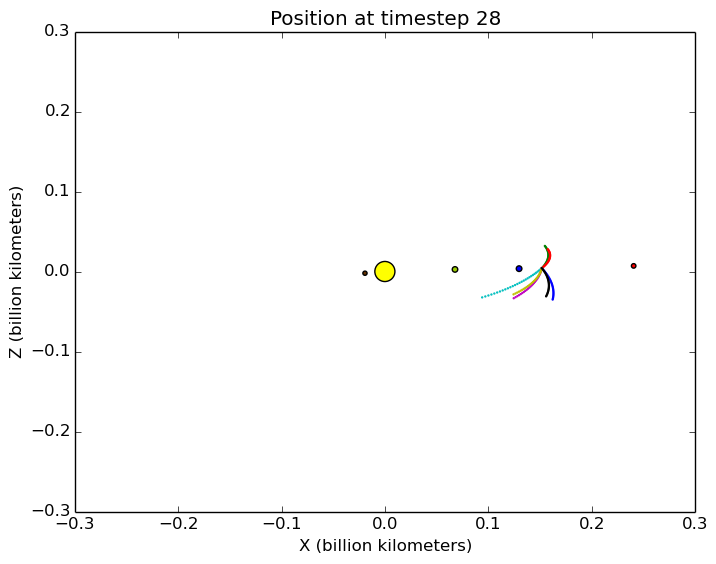 Position at timestep 28
0.3
0.2
0.1
0.0
−0.1
−0.2
−0.3
Z (billion kilometers)
−0.3 −0.2 −0.1 0.0 0.1 0.2 0.3
X (billion kilometers)